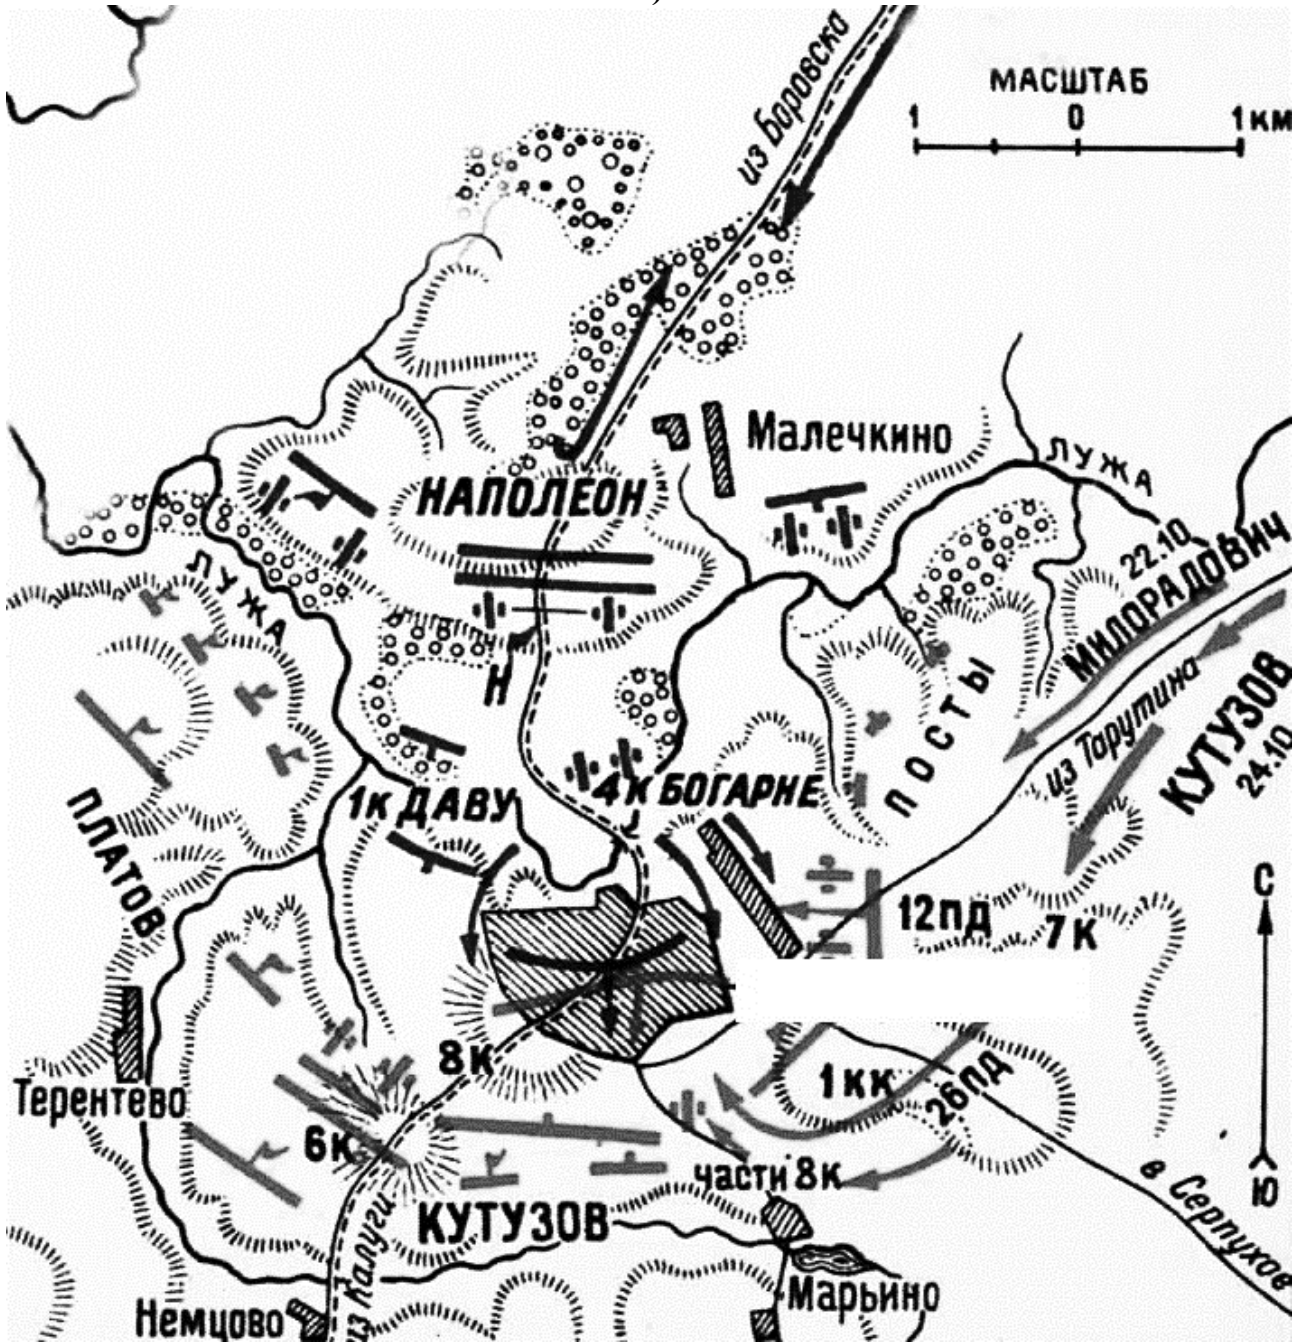 МАСШТАБ
1 0 1 км
из Боровска
Малечкино
ЛУЖА
НАПОЛЕОН
22.10
МИЛОРАДОВИЧ
ЛУЖА
Н
ПОСТЫ
из Тарутина
КУТУЗОВ
24.10
ПЛАТОВ
1к ДАВУ
4к БОГАРНЕ
С
12ПД
7к
8к
1кк
26ПД
Терентево
6к
части 8к
Ю
в Серпухов
КУТУЗОВ
из Калуги
Немцово
Марьино